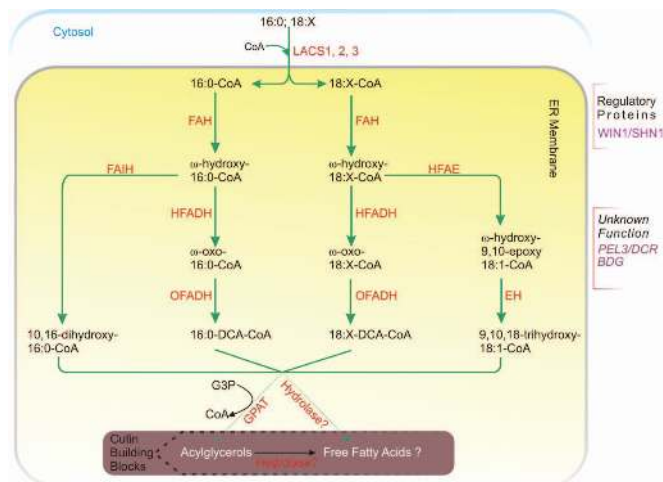 16:0; 18:X
Cytosol
CoA
LACS1, 2, 3
16:0-CoA
18:X-CoA
ER Membrane
Regulatory
Proteins
WIN1/SHN1
FAH
FAH
FAIH
ω-hydroxy-
16:0-CoA
ω-hydroxy-
18:X-CoA
HFAE
HFADH
HFADH
Unknown
Function
PEL3/DCR
BDG
ω-oxo-
16:0-CoA
ω-oxo-
18:X-CoA
ω-hydroxy-
9,10-epoxy
18:1-CoA
OFADH
OFADH
EH
10,16-dihydroxy-
16:0-CoA
16:0-DCA-CoA
18:X-DCA-CoA
9,10,18-trihydroxy-
18:1-CoA
G3P
CoA
GPAT
Hydrolase?
Cutin
Building
Blocks
Acylglycerols
Free Fatty Acids ?
Hydrolase?